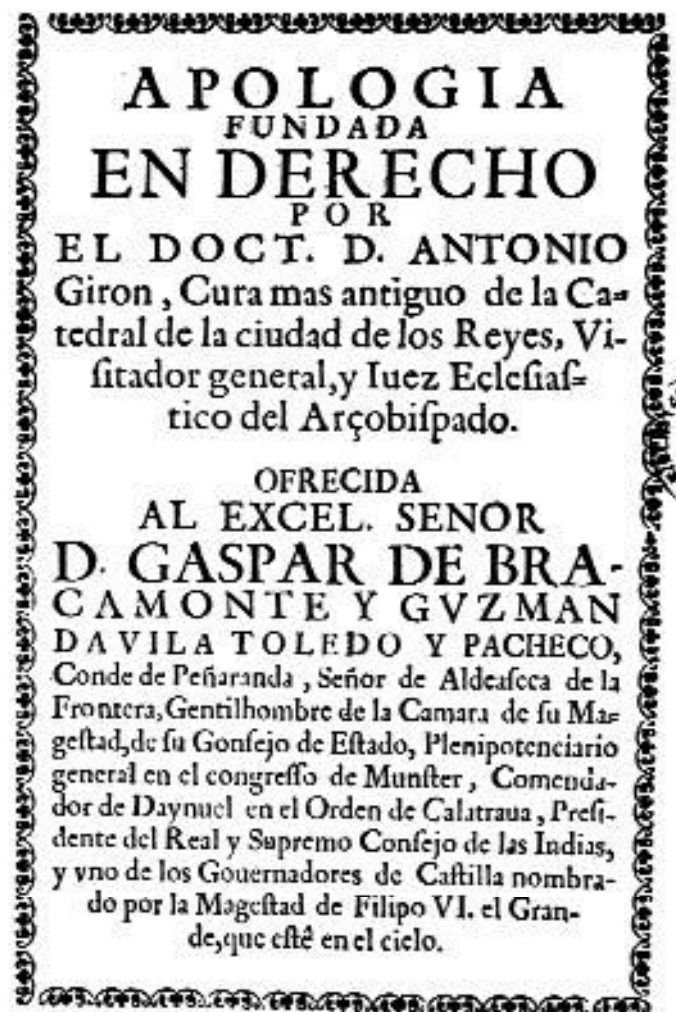 APOLOGIA
FUNDADA
EN DERECHO
POR
EL DOCT. D. ANTONIO
Giron, Cura mas antiguo de la Ca-
tedral de la ciudad de los Reyes, Vi-
ſitador general, y Iuez Ecleſiaſ-
tico del Arçobiſpado.
OFRECIDA
AL EXCEL. SENOR
D. GASPAR DE BRA-
CAMONTE Y GVZMAN
DAVILA TOLEDO Y PACHECO,
Conde de Peñaranda, Señor de Aldeaſeca de la
Frontera, Gentilhombre de la Camara de ſu Ma-
geſtad, de ſu Gonſejo de Eſtado, Plenipotenciario
general en el congreſſo de Munſter, Comenda-
dor de Daynuel en el Orden de Calatraua, Preſi-
dente del Real y Supremo Conſejo de las Indias,
y vno de los Gouernadores de Caſtilla nombra-
do por la Mageſtad de Filipo VI. el Gran-
de, que eſtê en el cielo.